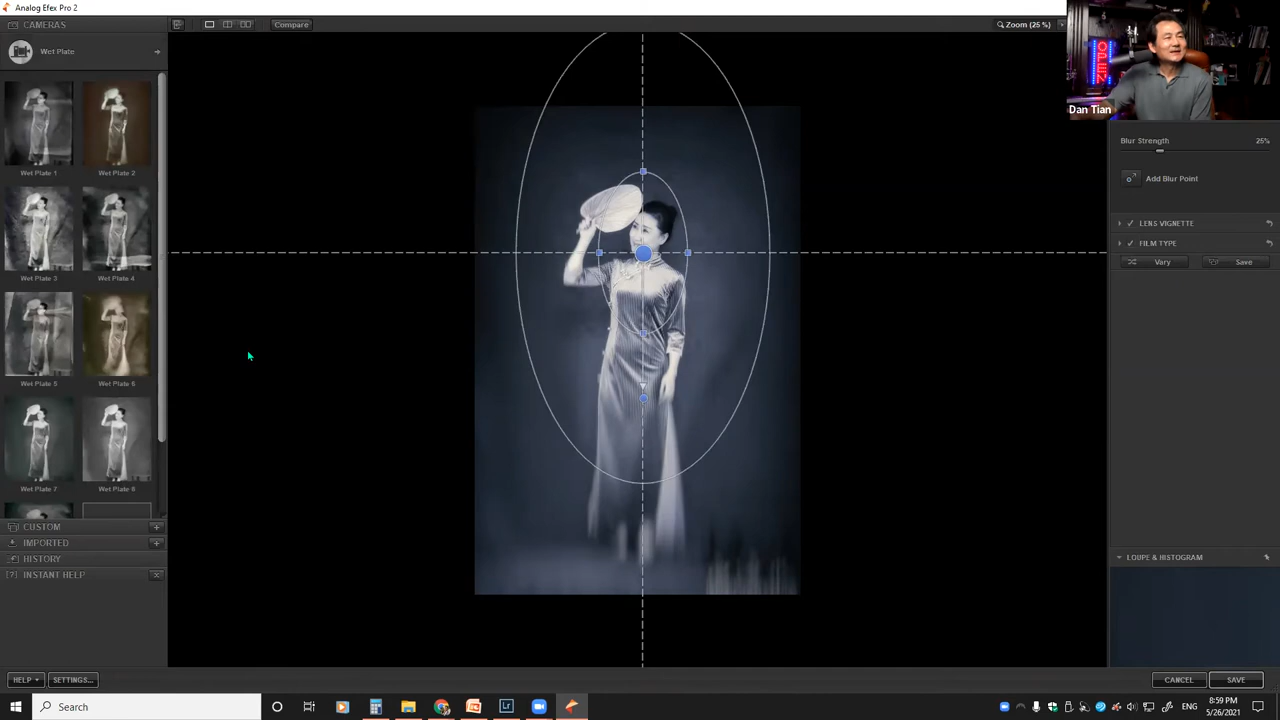 Analog Efex Pro 2
CAMERAS
Compare
Zoom (25 %)
Wet Plate
OPEN
Dan Tian
Wet Plate 1
Wet Plate 2
Wet Plate 3
Wet Plate 4
Wet Plate 5
Wet Plate 6
Wet Plate 7
Wet Plate 8
Blur Strength 25%
Add Blur Point
LENS VIGNETTE
FILM TYPE
Vary
Save
CUSTOM
IMPORTED
HISTORY
INSTANT HELP
LOUPE & HISTOGRAM
HELP
SETTINGS...
CANCEL
SAVE
Search
Lr
ENG
8:59 PM
5/26/2021